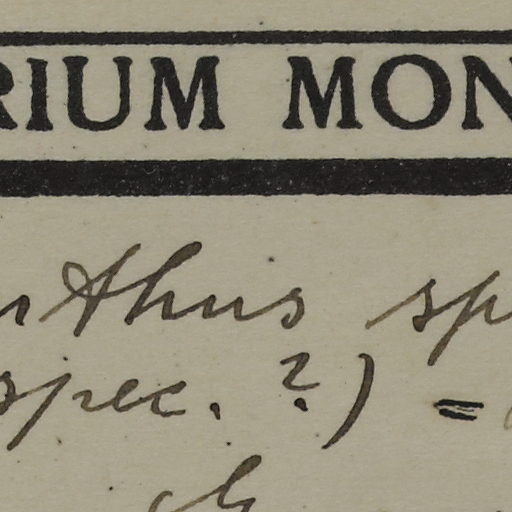 RIUM MON
nthus sp
spec. ?) =